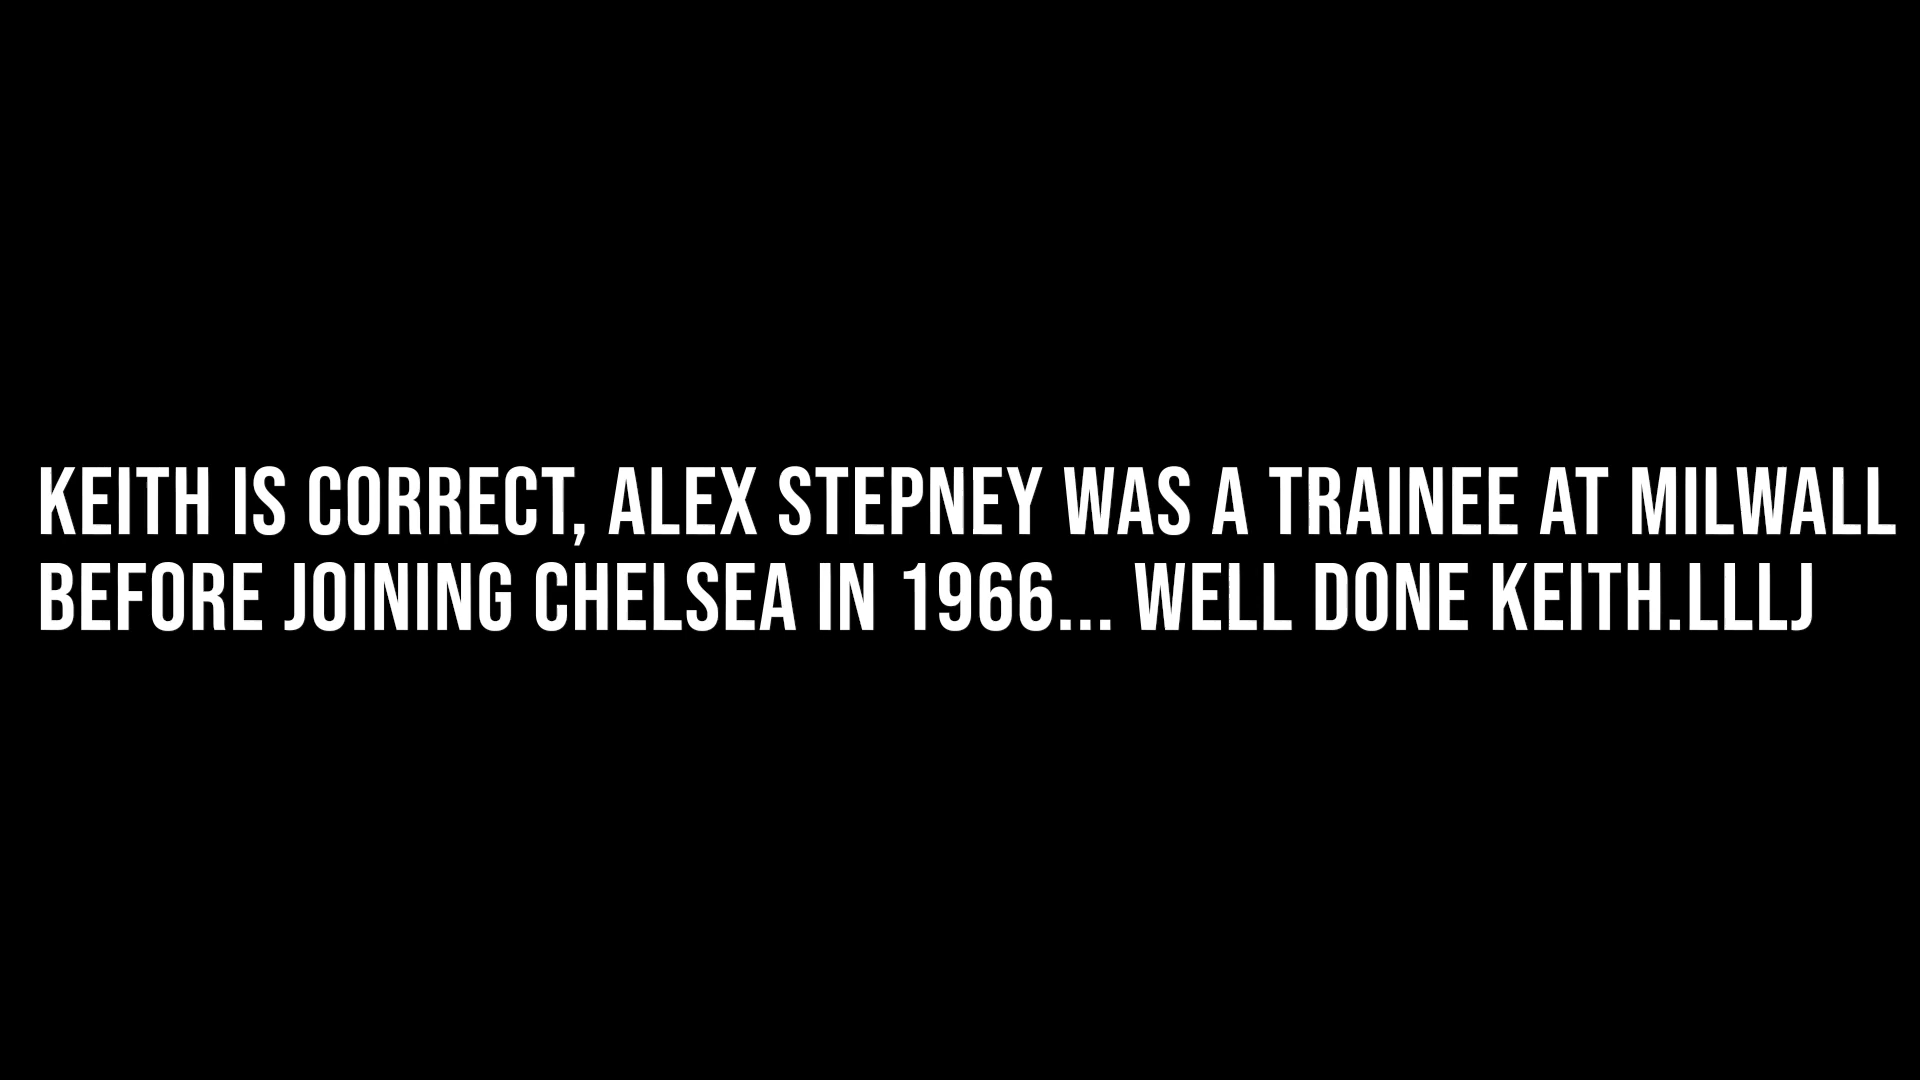 KEITH IS CORRECT, ALEX STEPNEY WAS A TRAINEE AT MILWALL
BEFORE JOINING CHELSEA IN 1966... WELL DONE KEITH.LLLJ